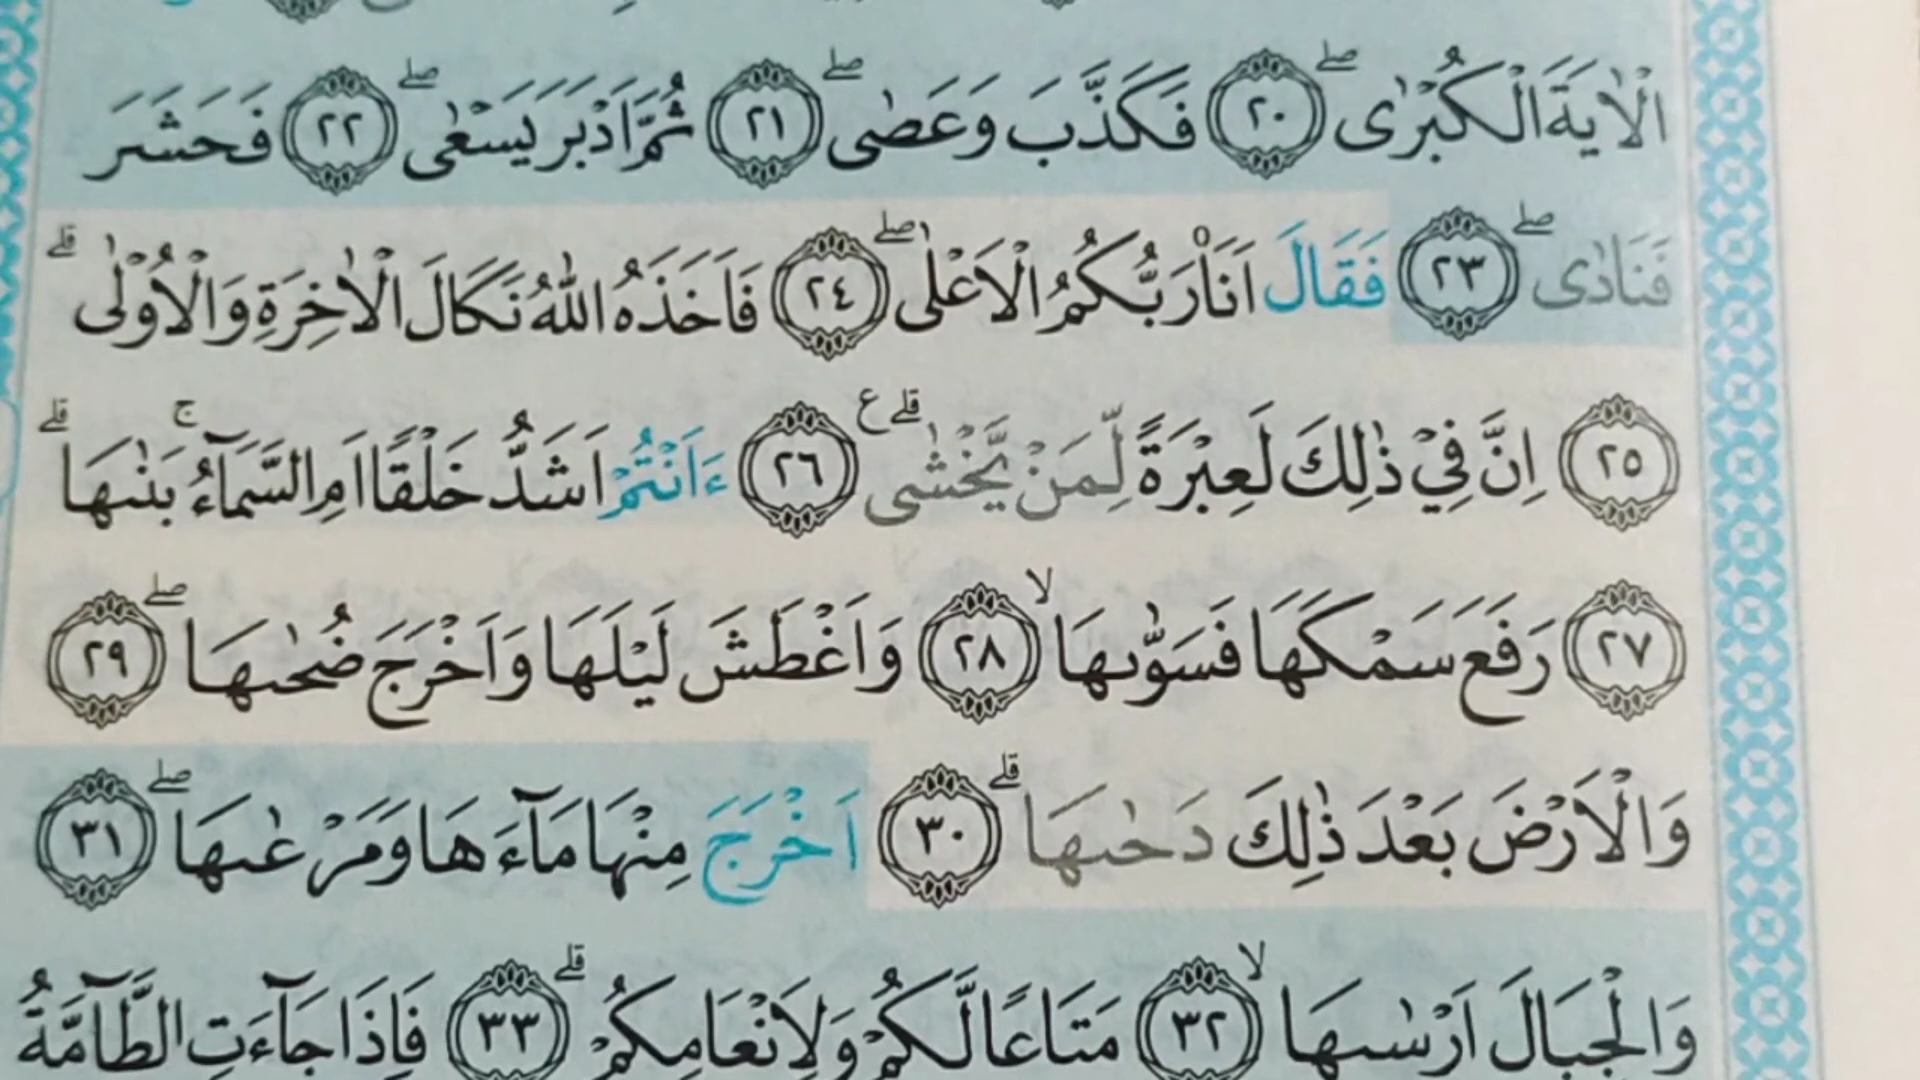 الْاٰيَةَ الْكُبْرٰىۖ ۝٢٠ فَكَذَّبَ وَعَصٰىۖ ۝٢١ ثُمَّ اَدْبَرَ يَسْعٰىۖ ۝٢٢ فَحَشَرَ
فَنَادٰىۖ ۝٢٣ فَقَالَ اَنَا۠ رَبُّكُمُ الْاَعْلٰىۖ ۝٢٤ فَاَخَذَهُ اللّٰهُ نَكَالَ الْاٰخِرَةِ وَالْاُوْلٰىۗ
۝٢٥ اِنَّ فِيْ ذٰلِكَ لَعِبْرَةً لِّمَنْ يَّخْشٰىۗ ࣖ ۝٢٦ ءَاَنْتُمْ اَشَدُّ خَلْقًا اَمِ السَّمَاۤءُۚ بَنٰىهَاۗ
۝٢٧ رَفَعَ سَمْكَهَا فَسَوّٰىهَاۙ ۝٢٨ وَاَغْطَشَ لَيْلَهَا وَاَخْرَجَ ضُحٰىهَاۖ ۝٢٩
وَالْاَرْضَ بَعْدَ ذٰلِكَ دَحٰىهَاۗ ۝٣٠ اَخْرَجَ مِنْهَا مَاۤءَهَا وَمَرْعٰىهَاۖ ۝٣١
وَالْجِبَالَ اَرْسٰىهَاۙ ۝٣٢ مَتَاعًا لَّكُمْ وَلِاَنْعَامِكُمْۗ ۝٣٣ فَاِذَا جَاۤءَتِ الطَّاۤمَّةُ